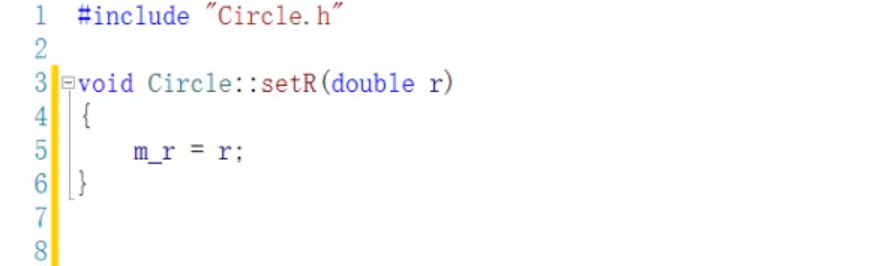 1 #include "Circle.h"
2
3 void Circle::setR(double r)
4 {
5 m_r = r;
6 }
7
8